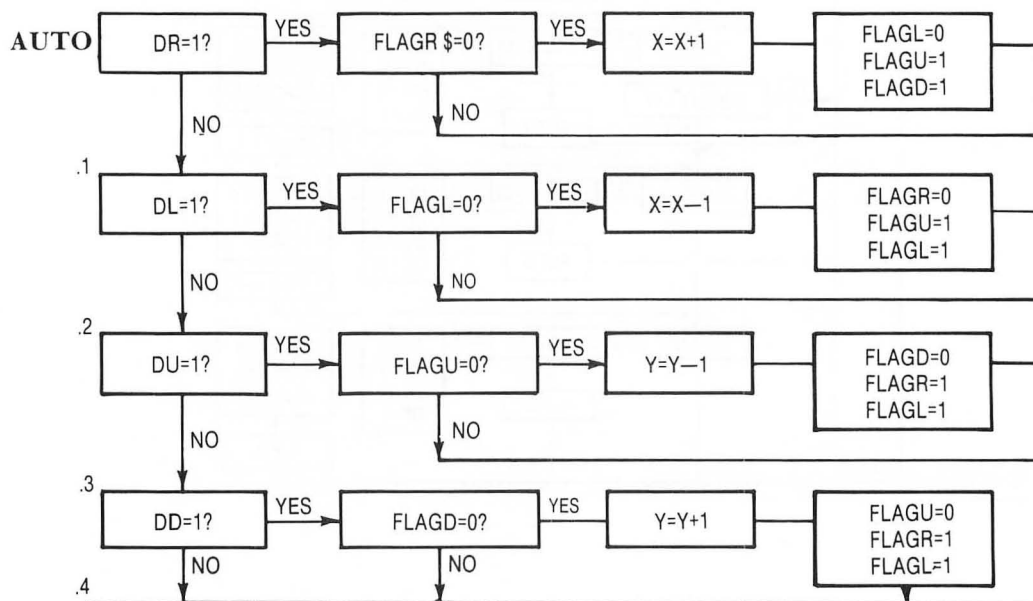 AUTO
DR=1?
YES
FLAGR $=0?
YES
X=X+1
FLAGL=0
FLAGU=1
FLAGD=1
NO
NO
.1
DL=1?
YES
FLAGL=0?
YES
X=X—1
FLAGR=0
FLAGU=1
FLAGL=1
NO
NO
.2
DU=1?
YES
FLAGU=0?
YES
Y=Y—1
FLAGD=0
FLAGR=1
FLAGL=1
NO
NO
.3
DD=1?
YES
FLAGD=0?
YES
Y=Y+1
FLAGU=0
FLAGR=1
FLAGL=1
NO
NO
.4